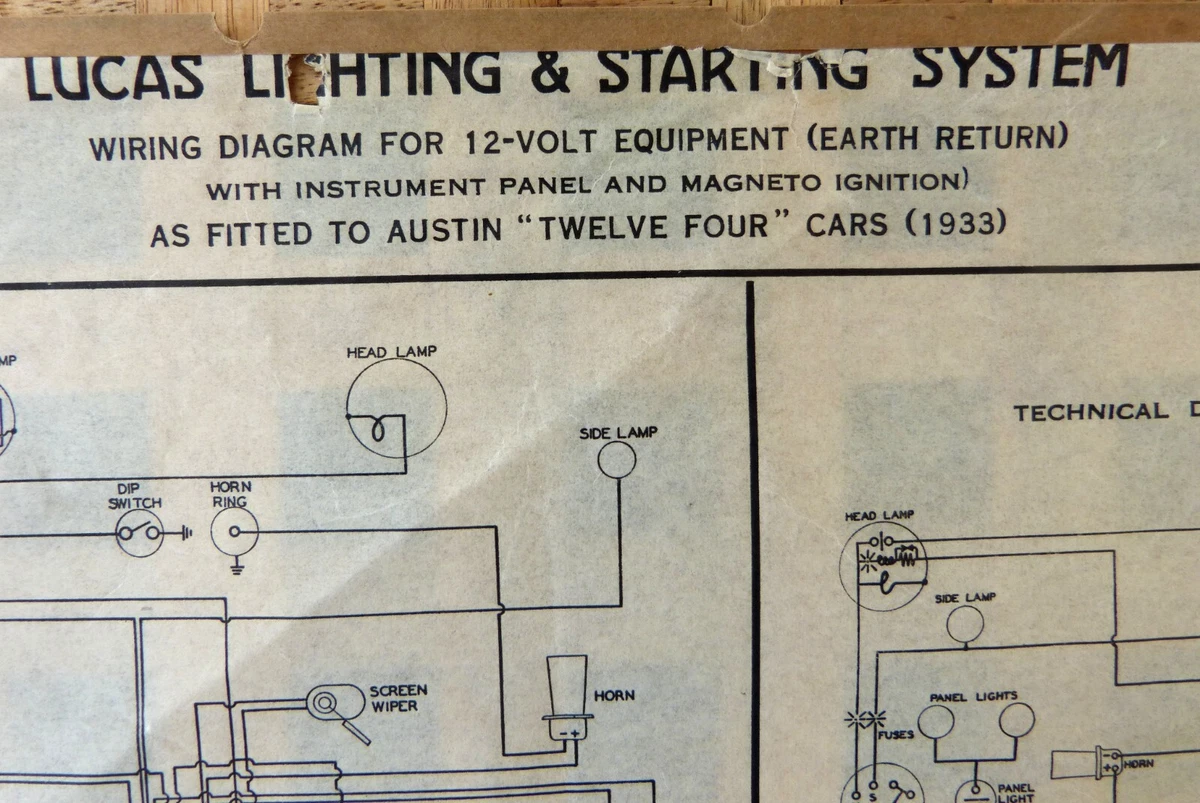 LUCAS LIGHTING & STARTING SYSTEM
WIRING DIAGRAM FOR 12-VOLT EQUIPMENT (EARTH RETURN)
WITH INSTRUMENT PANEL AND MAGNETO IGNITION)
AS FITTED TO AUSTIN "TWELVE FOUR" CARS (1933)
MP
HEAD LAMP
SIDE LAMP
DIP
SWITCH
HORN
RING
SCREEN
WIPER
HORN
- +
TECHNICAL D
HEAD LAMP
SIDE LAMP
PANEL LIGHTS
FUSES
HORN
- 
+
S
PANEL
LIGHT